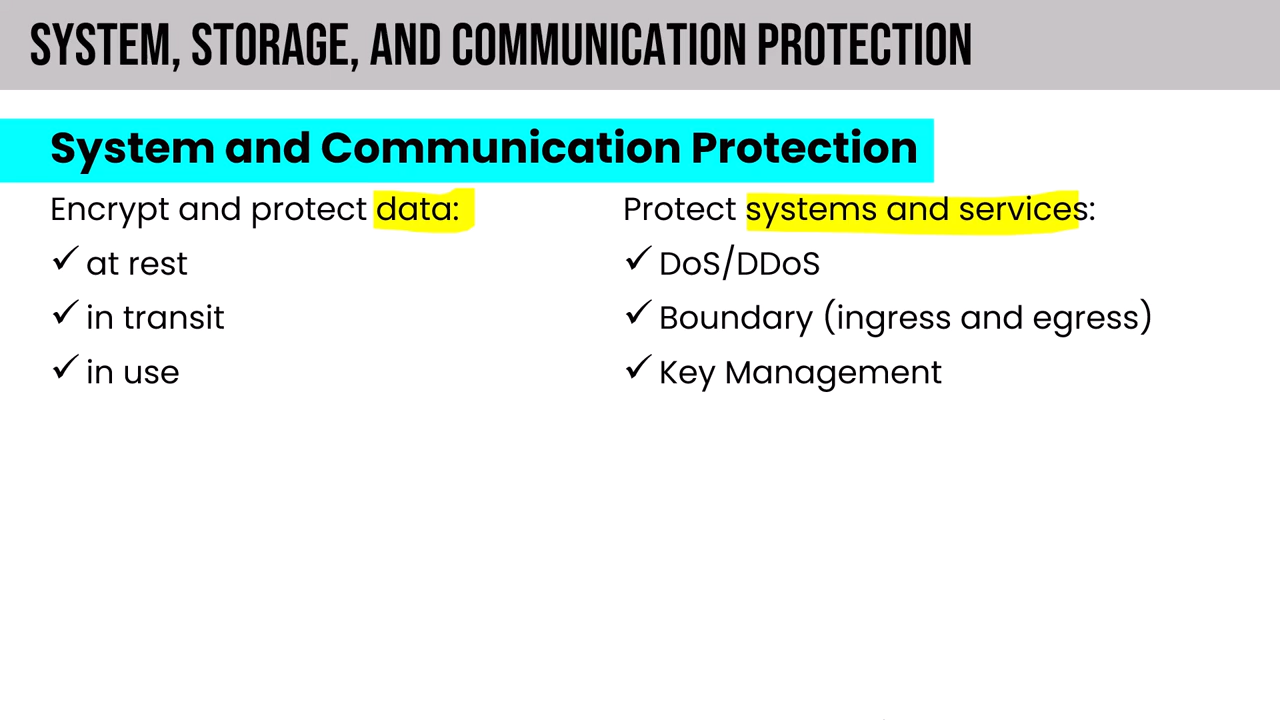 SYSTEM, STORAGE, AND COMMUNICATION PROTECTION
System and Communication Protection
Encrypt and protect data:
✓ at rest
✓ in transit
✓ in use
Protect systems and services:
✓ DoS/DDoS
✓ Boundary (ingress and egress)
✓ Key Management